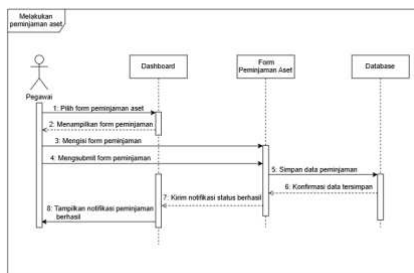 Melakukan
peminjaman aset
Dashboard
Form
Peminjaman Aset
Database
Pegawai
1: Pilih form peminjaman aset
2: Menampilkan form peminjaman
3: Mengisi form peminjaman
4: Mengsubmit form peminjaman
5: Simpan data peminjaman
6: Konfirmasi data tersimpan
7: Kirim notifikasi status berhasil
8: Tampilkan notifikasi peminjaman
berhasil